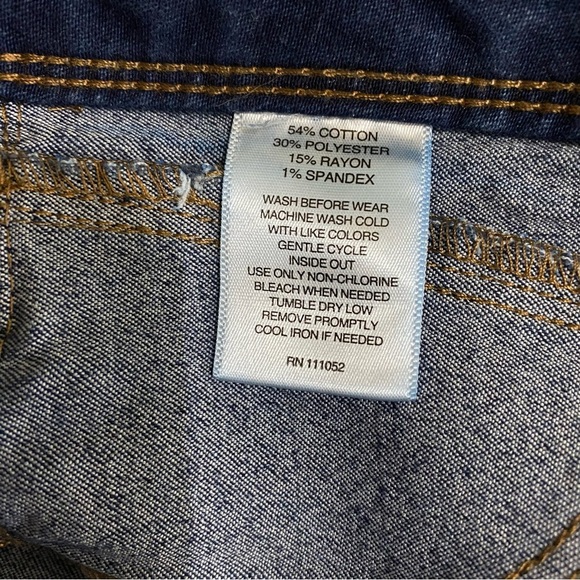 54% COTTON
30% POLYESTER
15% RAYON
1% SPANDEX
WASH BEFORE WEAR
MACHINE WASH COLD
WITH LIKE COLORS
GENTLE CYCLE
INSIDE OUT
USE ONLY NON-CHLORINE
BLEACH WHEN NEEDED
TUMBLE DRY LOW
REMOVE PROMPTLY
COOL IRON IF NEEDED
RN 111052